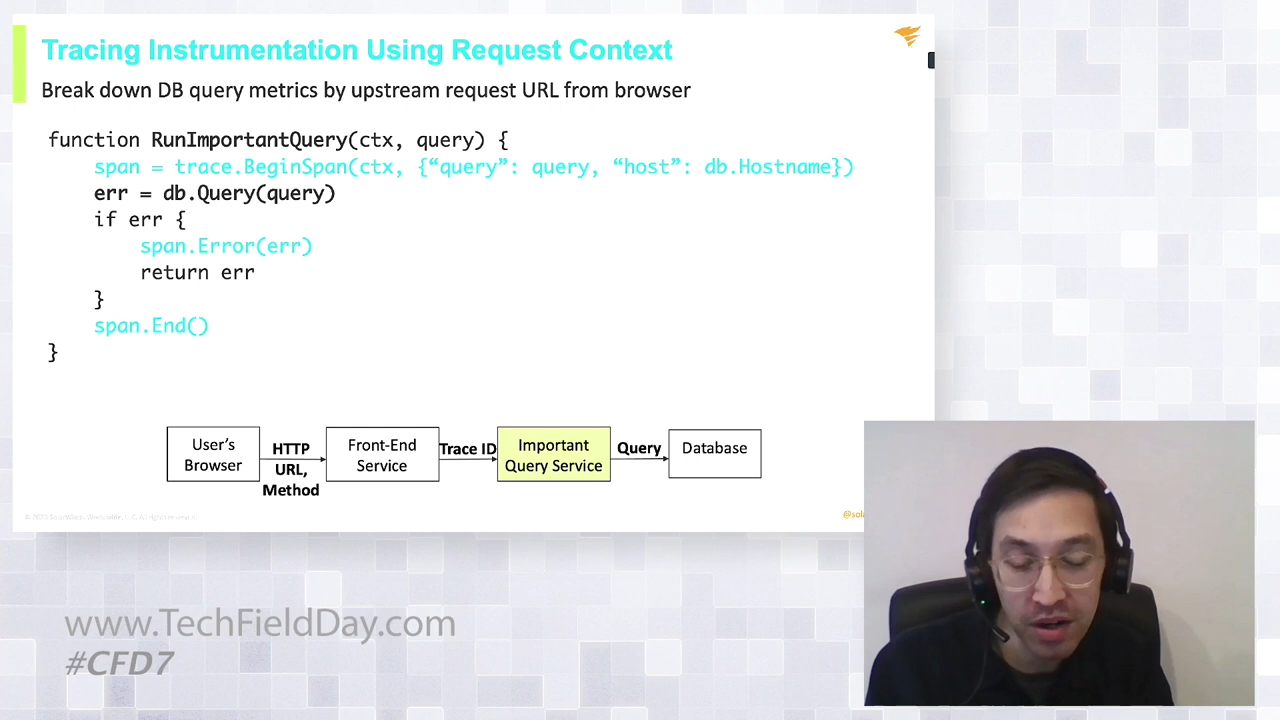 Tracing Instrumentation Using Request Context
Break down DB query metrics by upstream request URL from browser
function RunImportantQuery(ctx, query) {
span = trace.BeginSpan(ctx, {“query”: query, “host”: db.Hostname})
err = db.Query(query)
if err {
span.Error(err)
return err
}
span.End()
}
User’s
Browser
HTTP
URL,
Method
Front-End
Service
Trace ID
Important
Query Service
Query
Database
@sol
www.TechFieldDay.com
#CFD7